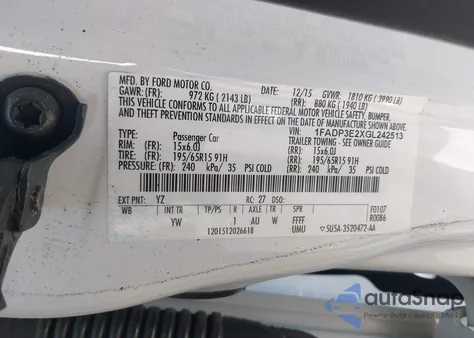 MFD. BY FORD MOTOR CO.
DATE: 12/15 GVWR: 1810 KG ( 3990 LB)
GAWR: (FR): 972 KG ( 2143 LB) (RR): 880 KG ( 1940 LB)
THIS VEHICLE CONFORMS TO ALL APPLICABLE FEDERAL MOTOR VEHICLE SAFETY, BUMPER,
AND THEFT PREVENTION STANDARDS IN EFFECT ON THE DATE OF MANUFACTURE SHOWN ABOVE.
VIN: 1FADP3E2XGL242513
TYPE: Passenger Car TRAILER TOWING - SEE OWNER GUIDE
RIM: (FR): 15x6.0J (RR): 15x6.0J
TIRE: (FR): 195/65R15 91H (RR): 195/65R15 91H
PRESSURE: (FR): 240 kPa/ 35 PSI COLD (RR): 240 kPa/ 35 PSI COLD
EXT PNT: YZ RC: 27 DSO:
WB INT TR TP/PS R AXLE TR SPR
YW 1 AU W FFFF
1201512026618 UMU
F0107
R0086
5U5A-3520472-AA
autoSnap